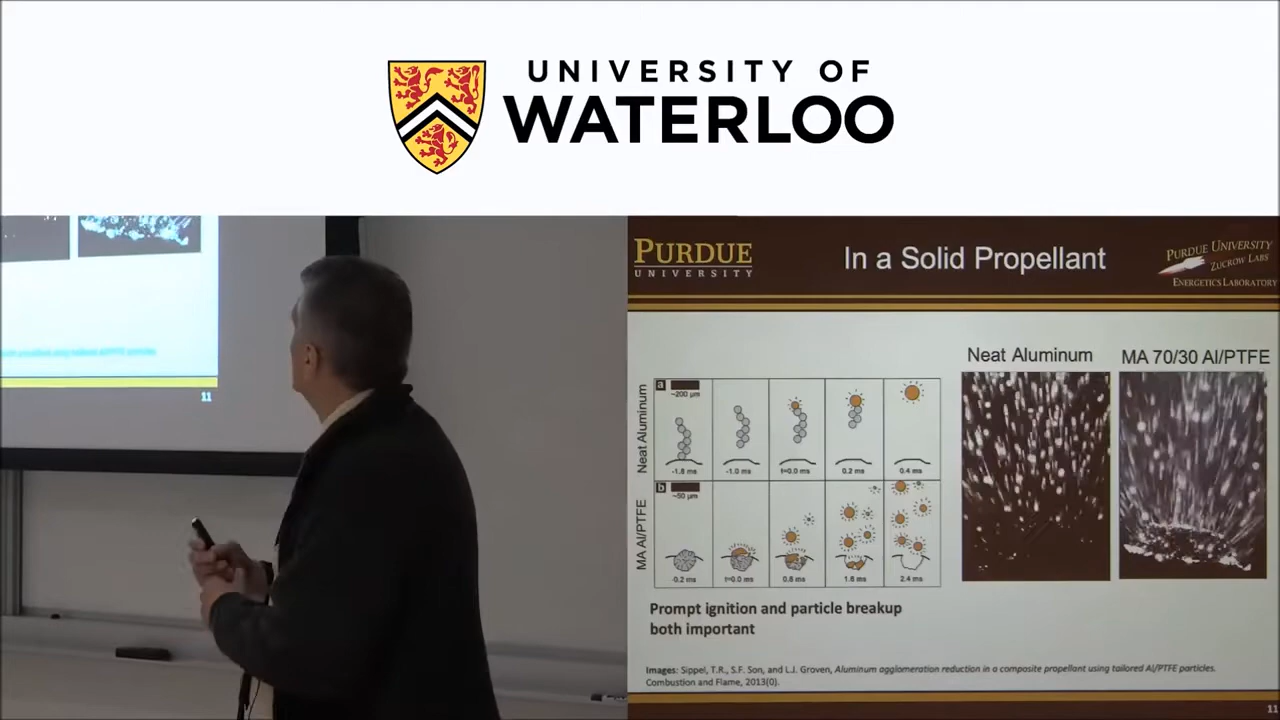 UNIVERSITY OF
WATERLOO
11
PURDUE
UNIVERSITY
In a Solid Propellant
PURDUE UNIVERSITY
ZUCROW LABS
ENERGETICS LABORATORY
Neat Aluminum
MA 70/30 Al/PTFE
Neat Aluminum
a
~200 µm
-1.8 ms
-1.0 ms
t=0.0 ms
0.2 ms
0.4 ms
MA Al/PTFE
b
~50 µm
-0.2 ms
t=0.0 ms
0.8 ms
1.6 ms
2.4 ms
Prompt ignition and particle breakup
both important
Images: Sippel, T.R., S.F. Son, and L.J. Groven, Aluminum agglomeration reduction in a composite propellant using tailored Al/PTFE particles.
Combustion and Flame, 2013(0).
11